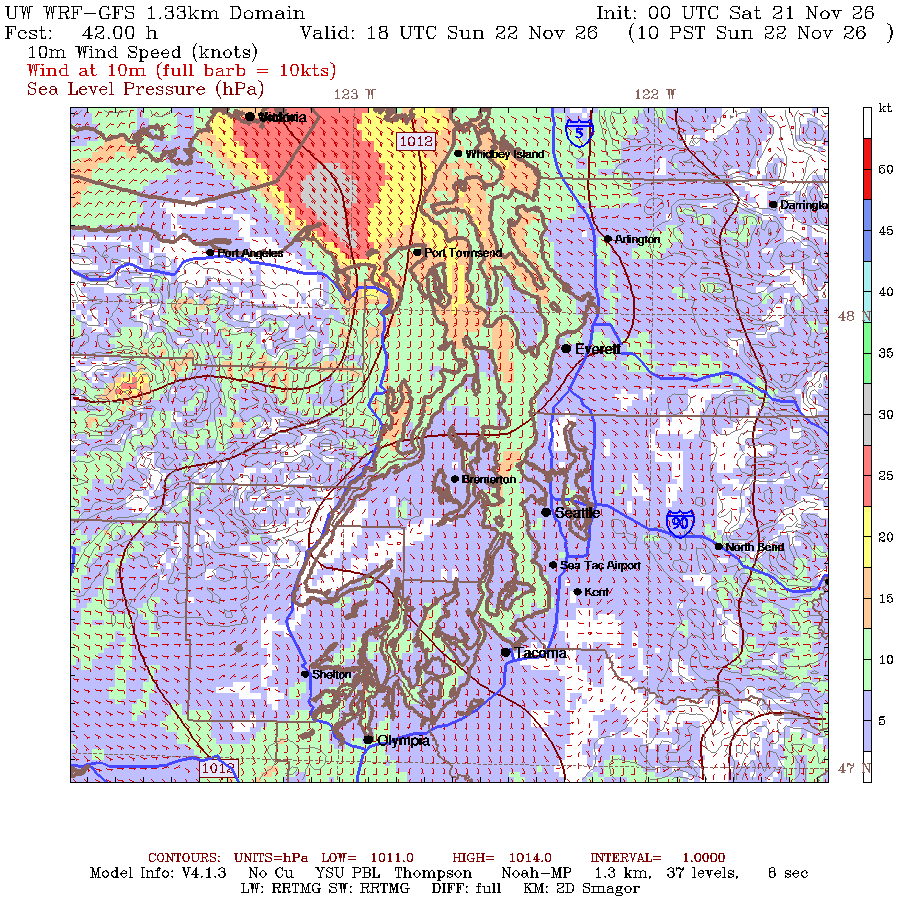 UW WRF-GFS 1.33km Domain Init: 00 UTC Sat 21 Nov 26
Fcst: 42.00 h Valid: 18 UTC Sun 22 Nov 26 (10 PST Sun 22 Nov 26 )
10m Wind Speed (knots)
Wind at 10m (full barb = 10kts)
Sea Level Pressure (hPa)
123 W 122 W
kt
Victoria
1012
5
Whidbey Island
60
Darringto
45
Arlington
Port Angeles
Port Townsend
40
48 N
Everett
35
30
25
Bremerton
Seattle
90
20
North Bend
Sea Tac Airport
Kent
15
Tacoma
10
Shelton
5
Olympia
1012
47 N
CONTOURS: UNITS=hPa LOW= 1011.0 HIGH= 1014.0 INTERVAL= 1.0000
Model Info: V4.1.3 No Cu YSU PBL Thompson Noah-MP 1.3 km, 37 levels, 8 sec
LW: RRTMG SW: RRTMG DIFF: full KM: 2D Smagor